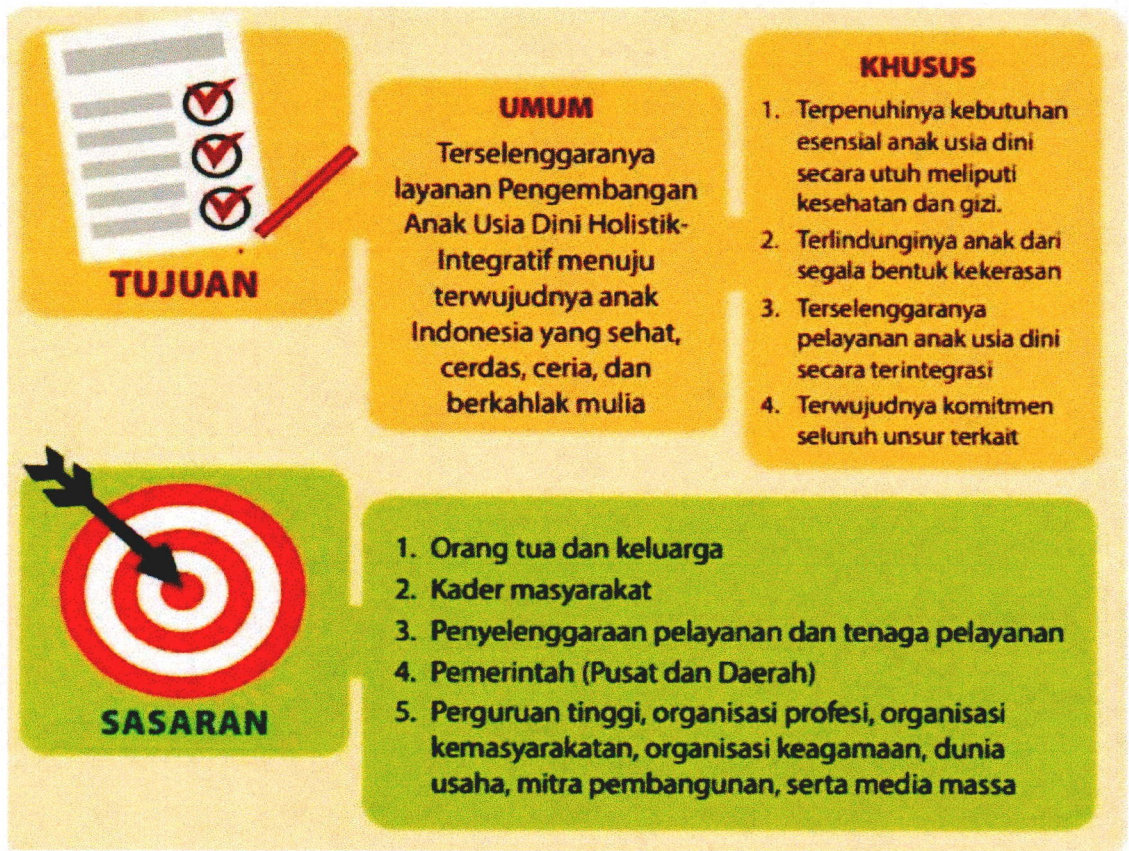 TUJUAN
UMUM
Terselenggaranya
layanan Pengembangan
Anak Usia Dini Holistik-
Integratif menuju
terwujudnya anak
Indonesia yang sehat,
cerdas, ceria, dan
berkahlak mulia
KHUSUS
1. Terpenuhinya kebutuhan
esensial anak usia dini
secara utuh meliputi
kesehatan dan gizi.
2. Terlindunginya anak dari
segala bentuk kekerasan
3. Terselenggaranya
pelayanan anak usia dini
secara terintegrasi
4. Terwujudnya komitmen
seluruh unsur terkait
SASARAN
1. Orang tua dan keluarga
2. Kader masyarakat
3. Penyelenggaraan pelayanan dan tenaga pelayanan
4. Pemerintah (Pusat dan Daerah)
5. Perguruan tinggi, organisasi profesi, organisasi
kemasyarakatan, organisasi keagamaan, dunia
usaha, mitra pembangunan, serta media massa